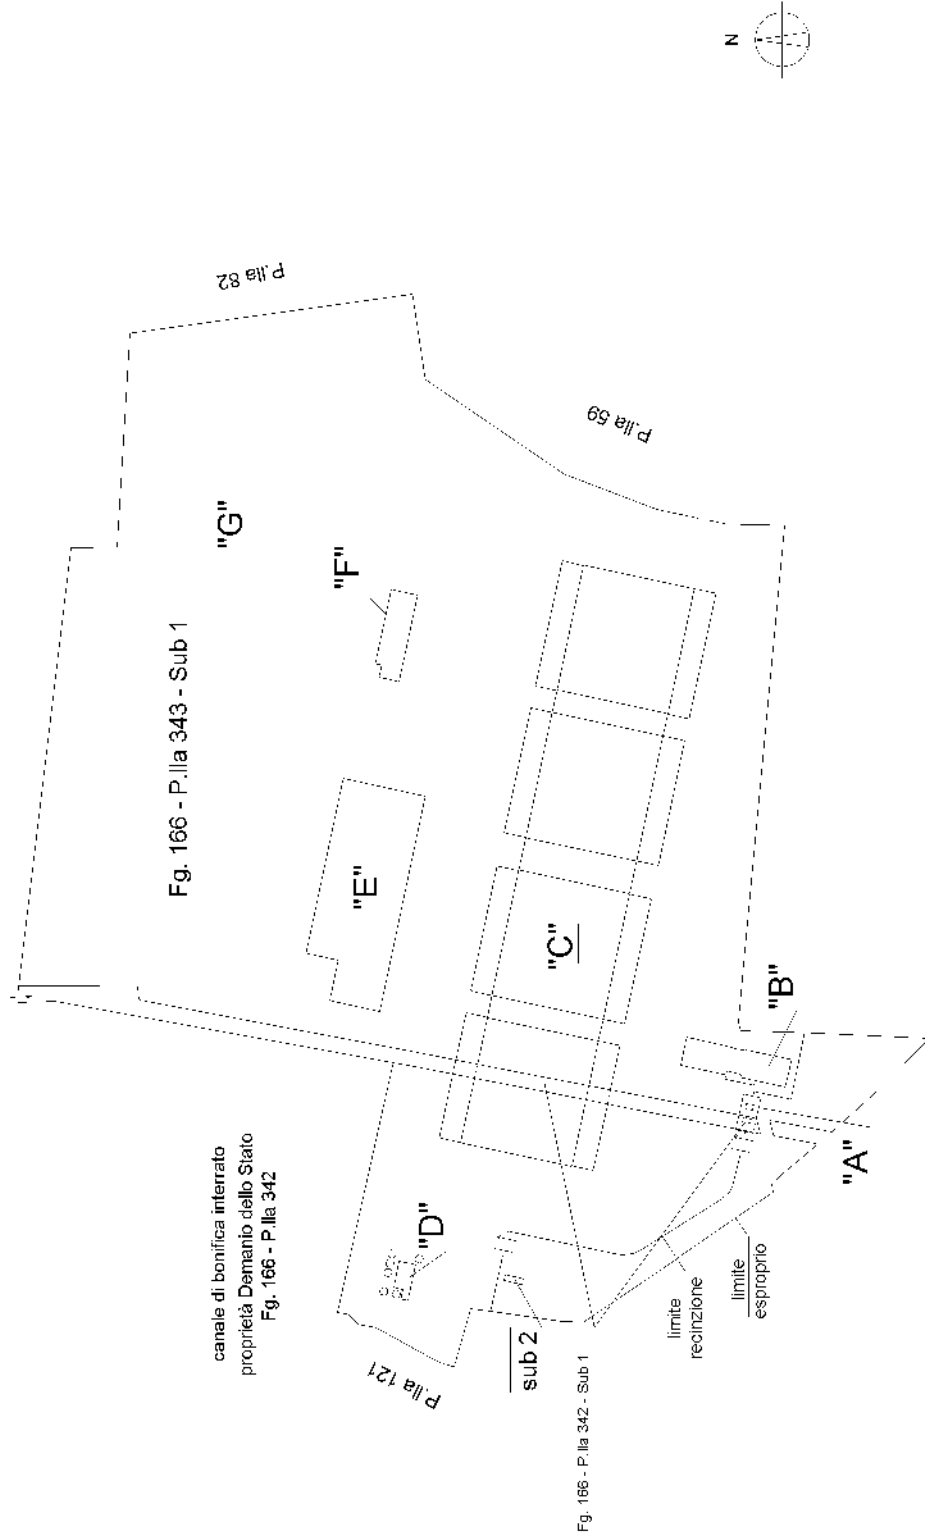 N
P.lla 82
P.lla 59
"G"
"F"
Fg. 166 - P.lla 343 - Sub 1
"E"
"C"
"B"
"A"
canale di bonifica interrato
proprietà Demanio dello Stato
Fg. 166 - P.lla 342
"D"
P.lla 121
sub 2
limite
recinzione
limite
esproprio
Fg. 166 - P.lla 342 - Sub 1